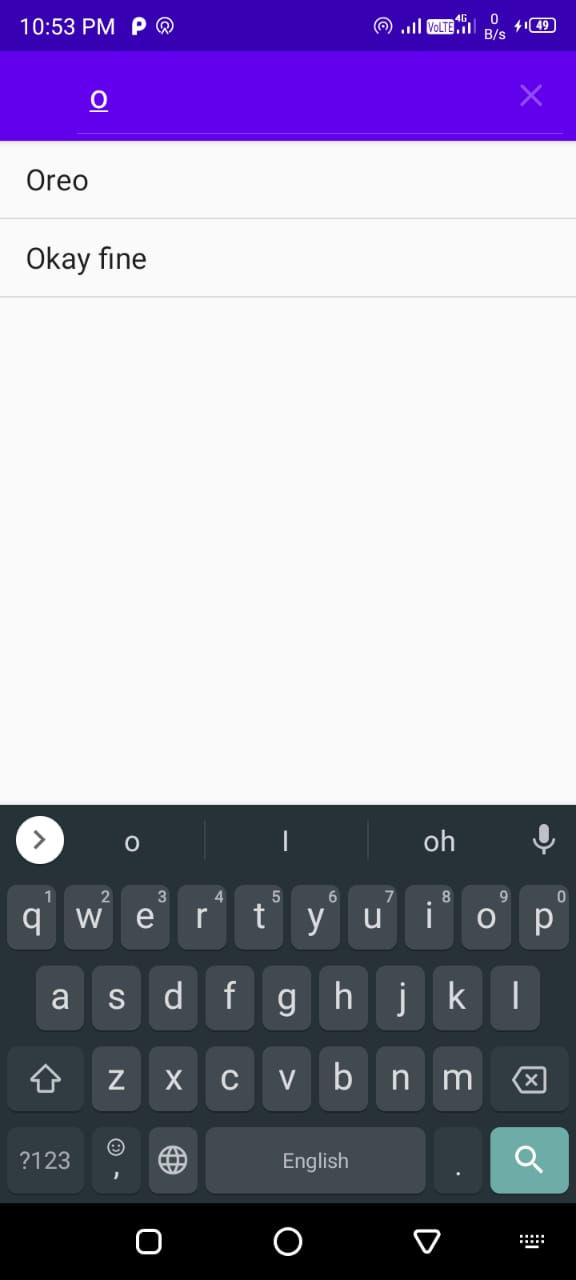 10:53 PM VoLTE 4G 0 B/s 49
o
Oreo
Okay fine
o l oh
1 2 3 4 5 6 7 8 9 0
q w e r t y u i o p
a s d f g h j k l
z x c v b n m
?123 , English .